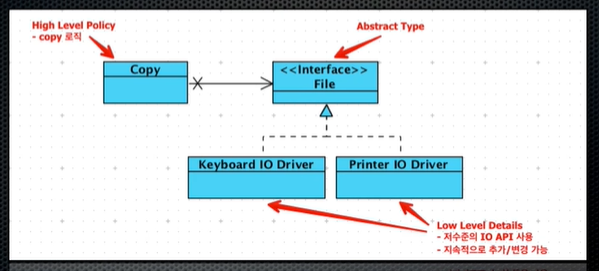 High Level Policy
- copy 로직
Abstract Type
Copy
<<Interface>>
File
Keyboard IO Driver
Printer IO Driver
Low Level Details
- 저수준의 IO API 사용
- 지속적으로 추가/변경 가능